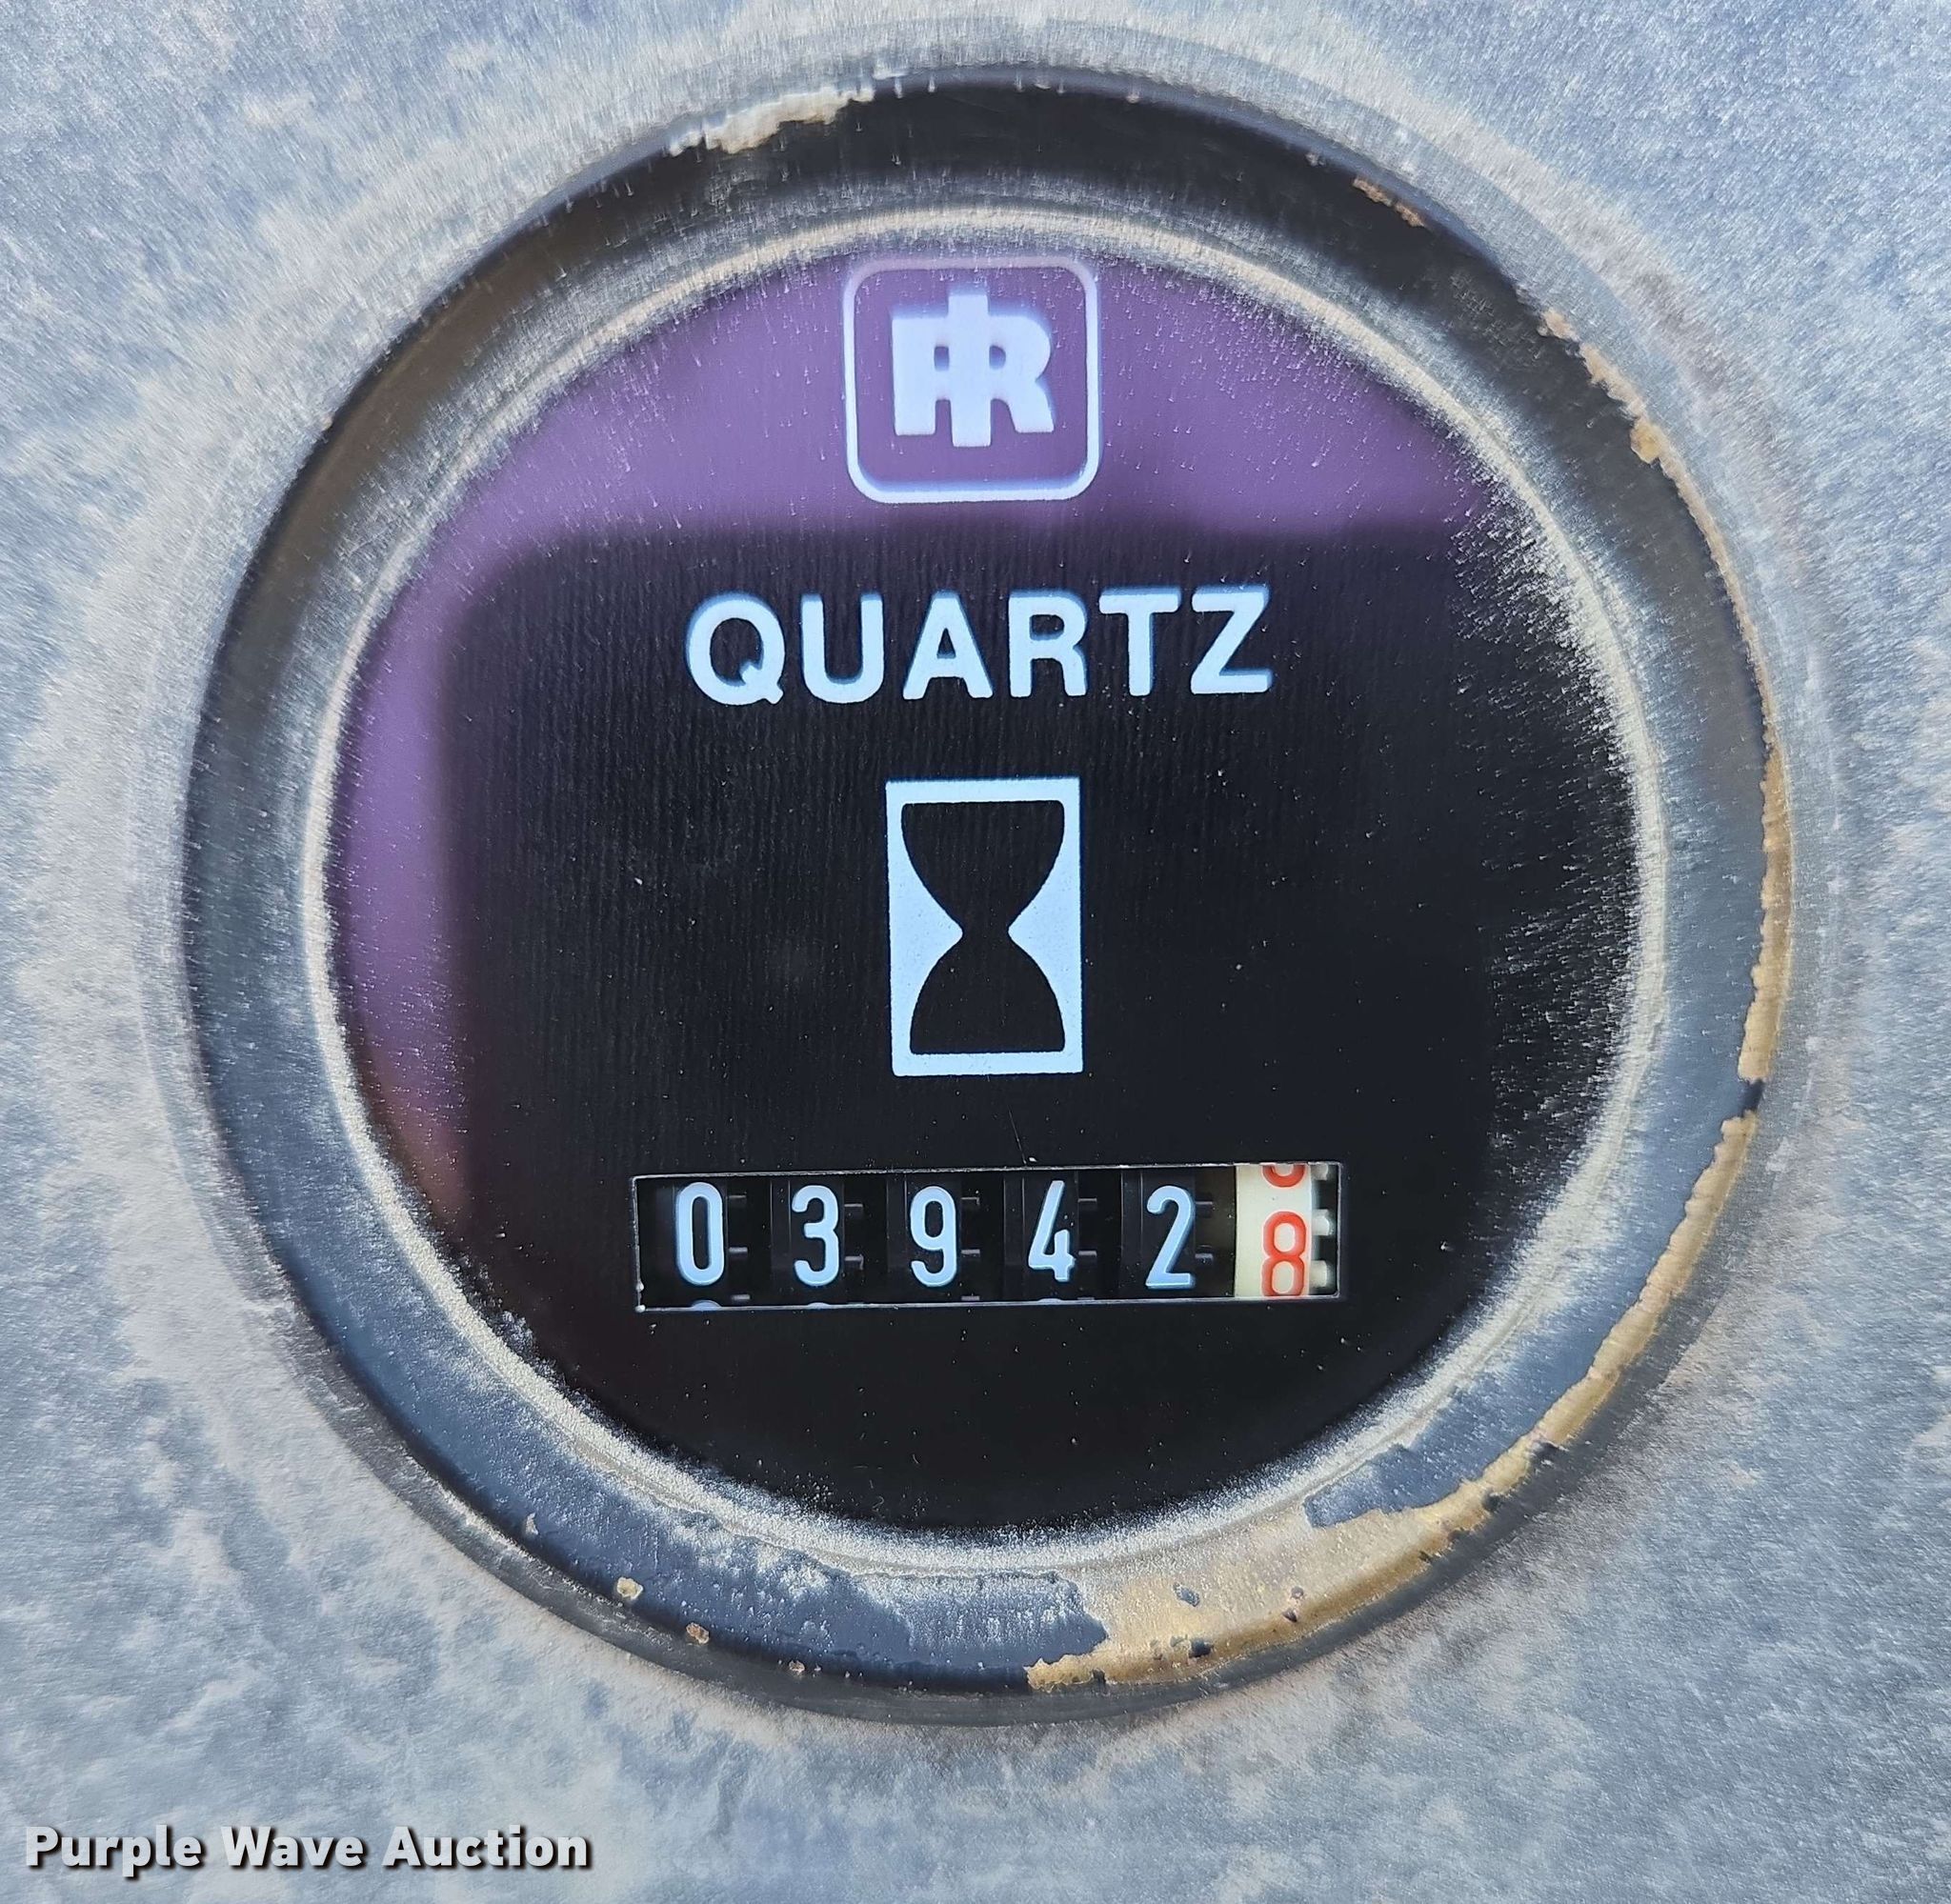 IR
QUARTZ
039428
Purple Wave Auction